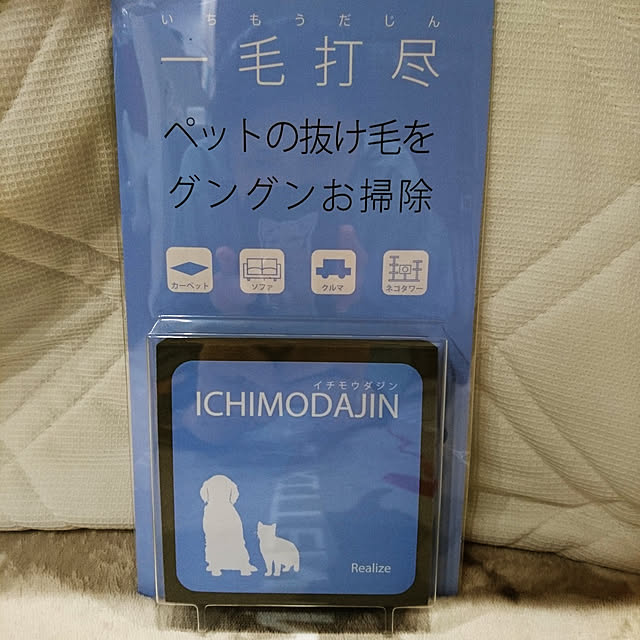 いちもうだじん
一毛打尽
ペットの抜け毛を
グングンお掃除
カーペット
ソファ
クルマ
ネコタワー
イチモウダジン
ICHIMODAJIN
Realize